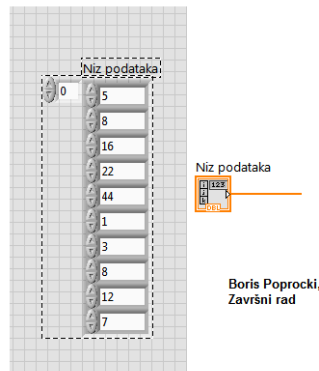 Niz podataka
0
5
8
16
22
44
1
3
8
12
7
Niz podataka
123
DBL
Boris Poprocki,
Završni rad